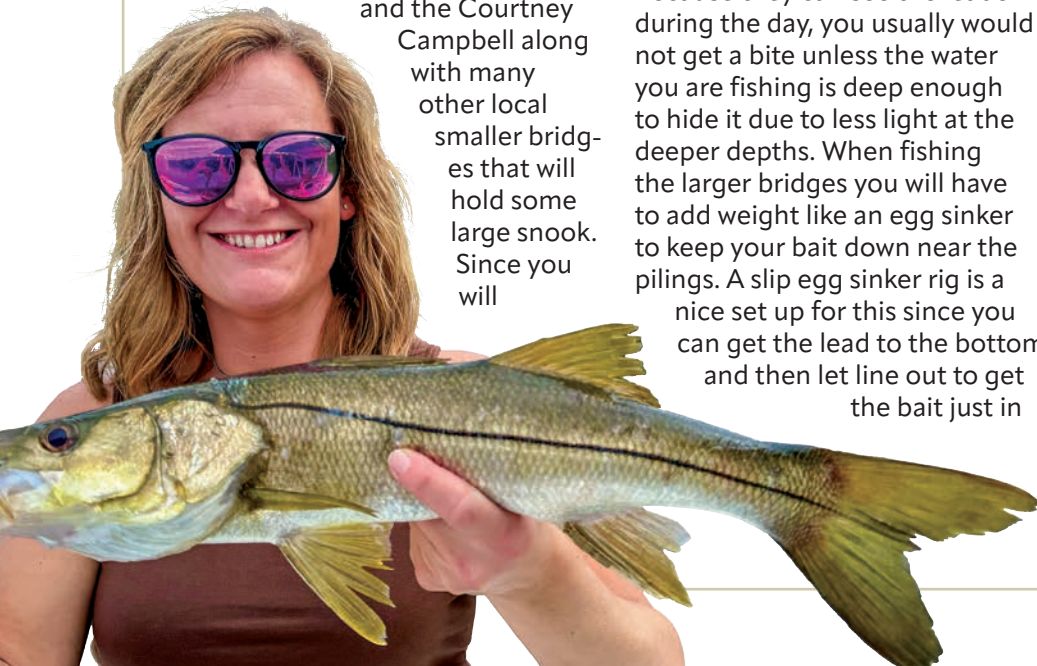 and the Courtney
Campbell along
with many
other local
smaller bridg-
es that will
hold some
large snook.
Since you
will
during the day, you usually would
not get a bite unless the water
you are fishing is deep enough
to hide it due to less light at the
deeper depths. When fishing
the larger bridges you will have
to add weight like an egg sinker
to keep your bait down near the
pilings. A slip egg sinker rig is a
nice set up for this since you
can get the lead to the bottom
and then let line out to get
the bait just in